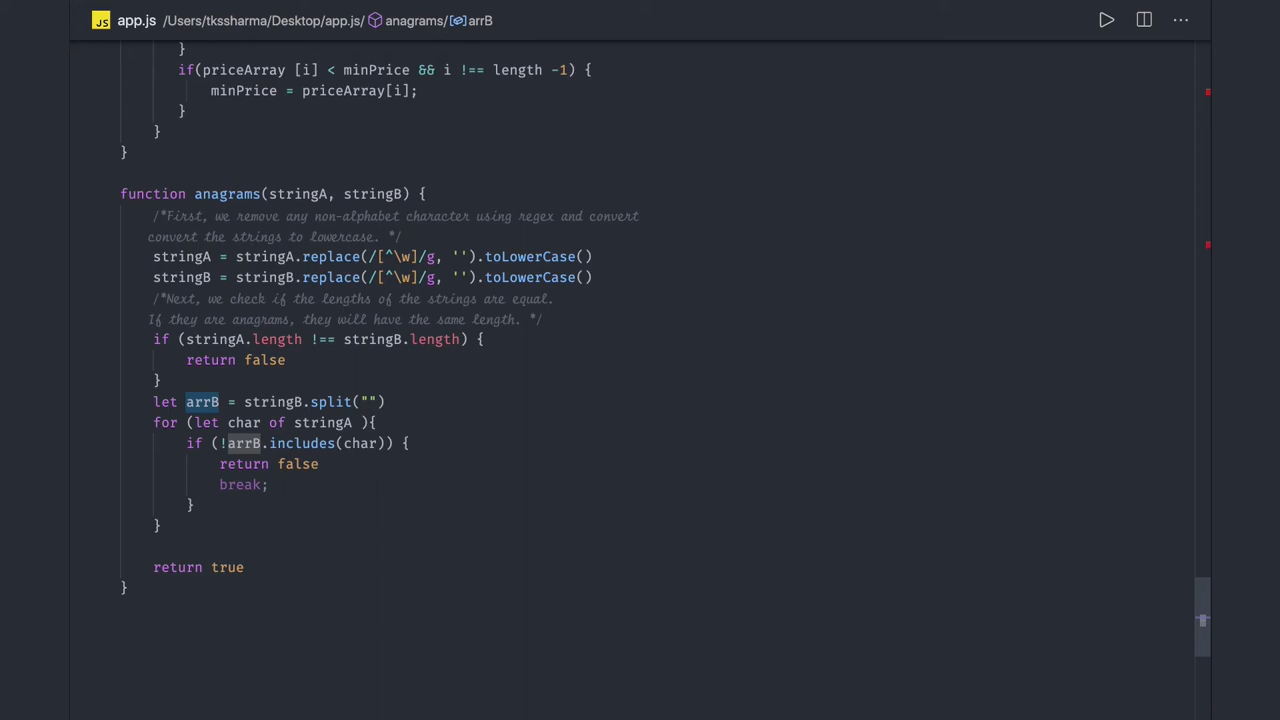 JS app.js /Users/tkssharma/Desktop/app.js/ anagrams/ arrB
}
if(priceArray [i] < minPrice && i !== length -1) {
minPrice = priceArray[i];
}
}
}
function anagrams(stringA, stringB) {
/*First, we remove any non-alphabet character using regex and convert
convert the strings to lowercase. */
stringA = stringA.replace(/[^\w]/g, '').toLowerCase()
stringB = stringB.replace(/[^\w]/g, '').toLowerCase()
/*Next, we check if the lengths of the strings are equal.
If they are anagrams, they will have the same length. */
if (stringA.length !== stringB.length) {
return false
}
let arrB = stringB.split("")
for (let char of stringA ){
if (!arrB.includes(char)) {
return false
break;
}
}
return true
}